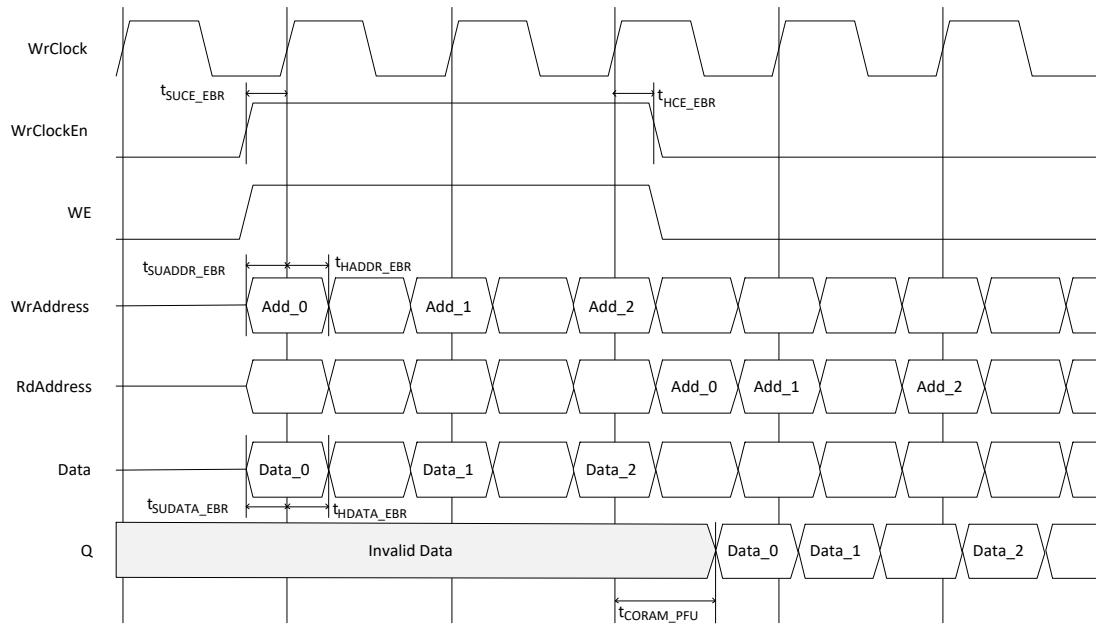 WrClock
tSUCE_EBR
tHCE_EBR
WrClockEn
WE
tSUADDR_EBR
tHADDR_EBR
WrAddress
Add_0
Add_1
Add_2
RdAddress
Add_0
Add_1
Add_2
Data
Data_0
Data_1
Data_2
tSUDATA_EBR
tHDATA_EBR
Q
Invalid Data
Data_0
Data_1
Data_2
tCORAM_PFU